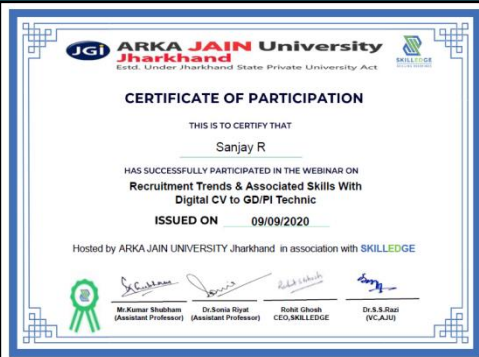 JGi ARKA JAIN University
Jharkhand
Estd. Under Jharkhand State Private University Act
SKILLEDGE
CERTIFICATE OF PARTICIPATION
THIS IS TO CERTIFY THAT
Sanjay R
HAS SUCCESSFULLY PARTICIPATED IN THE WEBINAR ON
Recruitment Trends & Associated Skills With
Digital CV to GD/PI Technic
ISSUED ON 09/09/2020
Hosted by ARKA JAIN UNIVERSITY Jharkhand in association with SKILLEDGE
Mr.Kumar Shubham Dr.Sonia Riyat Rohit Ghosh Dr.S.S.Razi
(Assistant Professor) (Assistant Professor) CEO,SKILLEDGE (VC,AJU)